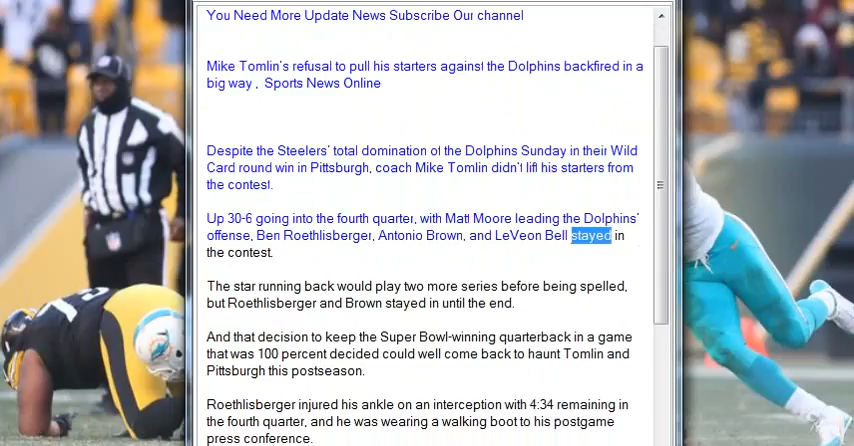 You Need More Update News Subscribe Our channel
Mike Tomlin's refusal to pull his starters against the Dolphins backfired in a
big way , Sports News Online
Despite the Steelers' total domination of the Dolphins Sunday in their Wild
Card round win in Pittsburgh, coach Mike Tomlin didn't lift his starters from
the contest.
Up 30-6 going into the fourth quarter, with Matt Moore leading the Dolphins'
offense, Ben Roethlisberger, Antonio Brown, and LeVeon Bell stayed in
the contest.
The star running back would play two more series before being spelled,
but Roethlisberger and Brown stayed in until the end.
And that decision to keep the Super Bowl-winning quarterback in a game
that was 100 percent decided could well come back to haunt Tomlin and
Pittsburgh this postseason.
Roethlisberger injured his ankle on an interception with 4:34 remaining in
the fourth quarter, and he was wearing a walking boot to his postgame
press conference.